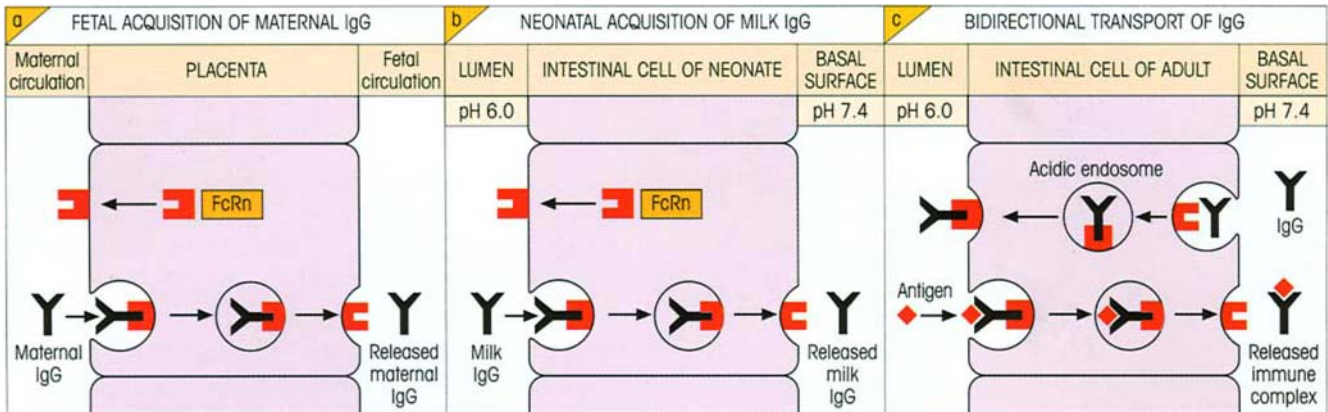 a
FETAL ACQUISITION OF MATERNAL IgG
Maternal
circulation
PLACENTA
Fetal
circulation
FcRn
Maternal
IgG
Released
maternal
IgG
b
NEONATAL ACQUISITION OF MILK IgG
LUMEN
INTESTINAL CELL OF NEONATE
BASAL
SURFACE
pH 6.0
pH 7.4
FcRn
Milk
IgG
Released
milk
IgG
c
BIDIRECTIONAL TRANSPORT OF IgG
LUMEN
INTESTINAL CELL OF ADULT
BASAL
SURFACE
pH 6.0
pH 7.4
Acidic endosome
IgG
Antigen
Released
immune
complex